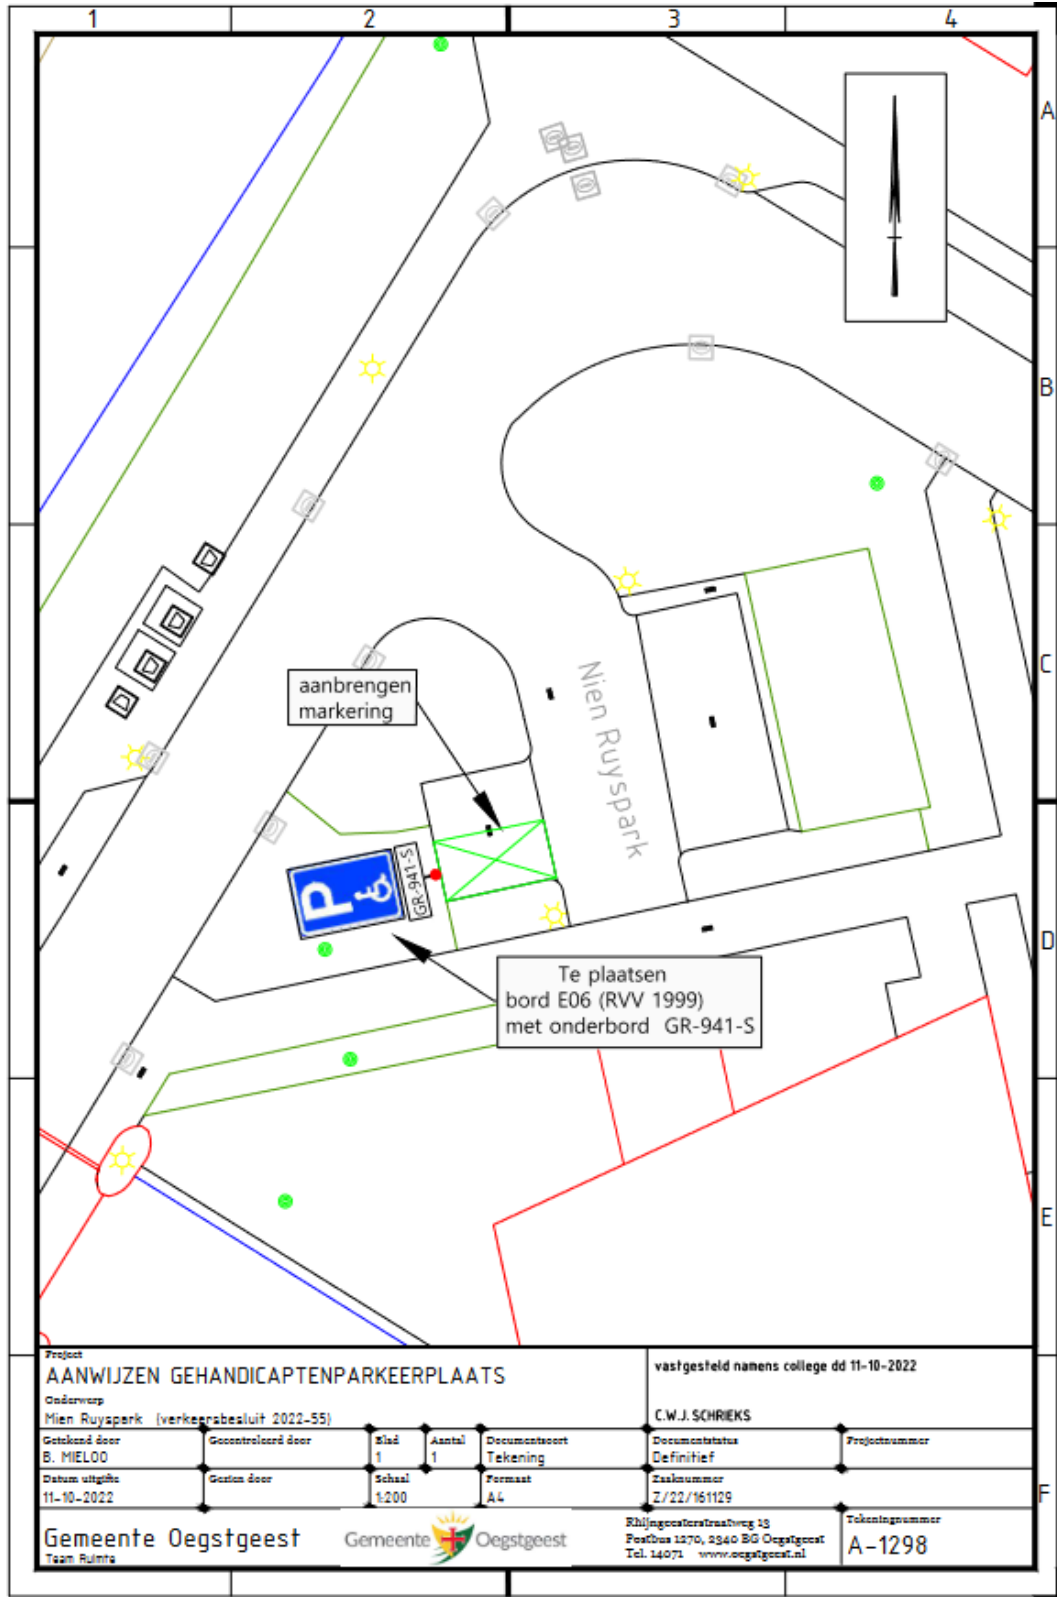 1 2 3 4
A
B
C
D
E
F
aanbrengen
markering
Nien Ruyspark
P
GR-941-S
Te plaatsen
bord E06 (RVV 1999)
met onderbord GR-941-S
Project
AANWIJZEN GEHANDICAPTENPARKEERPLAATS
Onderwerp
Mien Ruyspark (verkeersbesluit 2022-55)
vastgesteld namens college dd 11-10-2022
C.W.J. SCHRIEKS
Getekend door Gecontroleerd door Blad Aantal Documentsoort Documentstatus Projectnummer
B. MIELOO 1 1 Tekening Definitief
Datum uitgifte Gezien door Schaal Formaat Zaaknummer
11-10-2022 1:200 A4 Z/22/161129
Gemeente Oegstgeest
Team Ruimte
Gemeente Oegstgeest
Rhijngeesterstraatweg 13
Postbus 1270, 2340 BG Oegstgeest
Tel. 14071 www.oegstgeest.nl
Tekeningnummer
A-1298